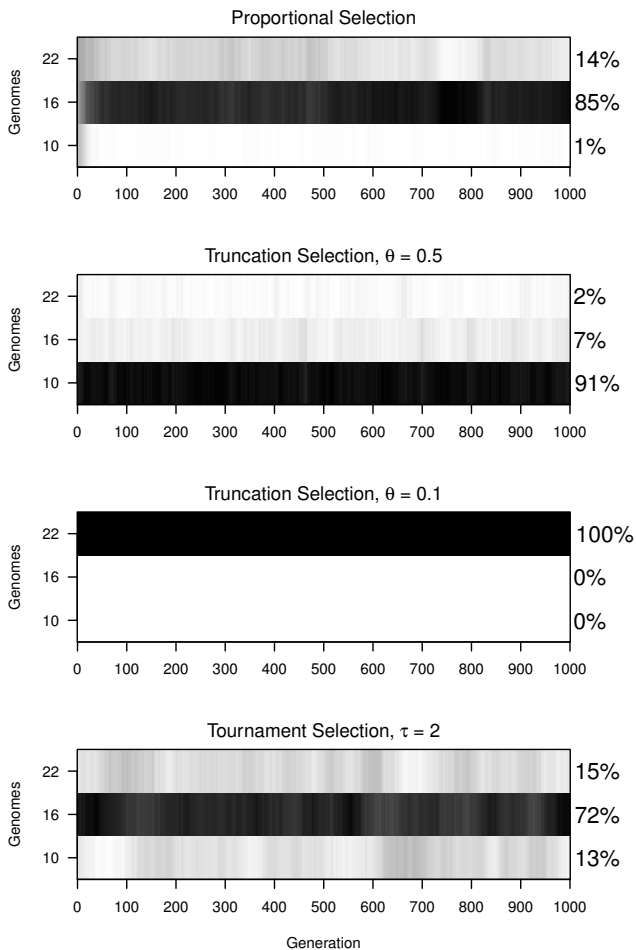 Proportional Selection
Genomes
22 14%
16 85%
10 1%
0 100 200 300 400 500 600 700 800 900 1000
Truncation Selection, θ = 0.5
Genomes
22 2%
16 7%
10 91%
0 100 200 300 400 500 600 700 800 900 1000
Truncation Selection, θ = 0.1
Genomes
22 100%
16 0%
10 0%
0 100 200 300 400 500 600 700 800 900 1000
Tournament Selection, τ = 2
Genomes
22 15%
16 72%
10 13%
0 100 200 300 400 500 600 700 800 900 1000
Generation